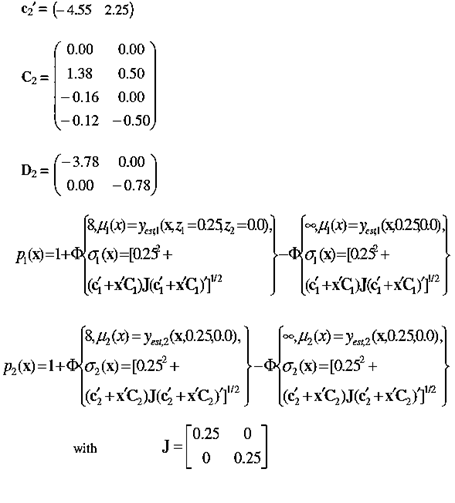 c₂′ = (−4.55 2.25)
C₂ = ( 0.00 0.00
1.38 0.50
−0.16 0.00
−0.12 −0.50 )
D₂ = ( −3.78 0.00
0.00 −0.78 )
p₁(x) = 1 + Φ { 8, μ₁(x) = y_est,1(x, z₁ = 0.25, z₂ = 0.0), σ₁(x) = [0.25² + (c₁′ + x′C₁)J(c₁′ + x′C₁)′]^1/2 } − Φ { ∞, μ₁(x) = y_est,1(x, 0.25, 0.0), σ₁(x) = [0.25² + (c₁′ + x′C₁)J(c₁′ + x′C₁)′]^1/2 }
p₂(x) = 1 + Φ { 8, μ₂(x) = y_est,2(x, 0.25, 0.0), σ₂(x) = [0.25² + (c₂′ + x′C₂)J(c₂′ + x′C₂)′]^1/2 } − Φ { ∞, μ₂(x) = y_est,2(x, 0.25, 0.0), σ₂(x) = [0.25² + (c₂′ + x′C₂)J(c₂′ + x′C₂)′]^1/2 }
with J = [ 0.25 0
0 0.25 ]